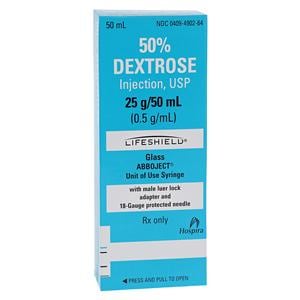 50 mL
NDC 0409-4902-64
50%
DEXTROSE
Injection, USP
25 g/50 mL
(0.5 g/mL)
LIFESHIELD®
Glass
ABBOJECT®
Unit of Use Syringe
with male luer lock
adapter and
18-Gauge protected needle
Rx only
Hospira
◄ PRESS AND PULL TO OPEN